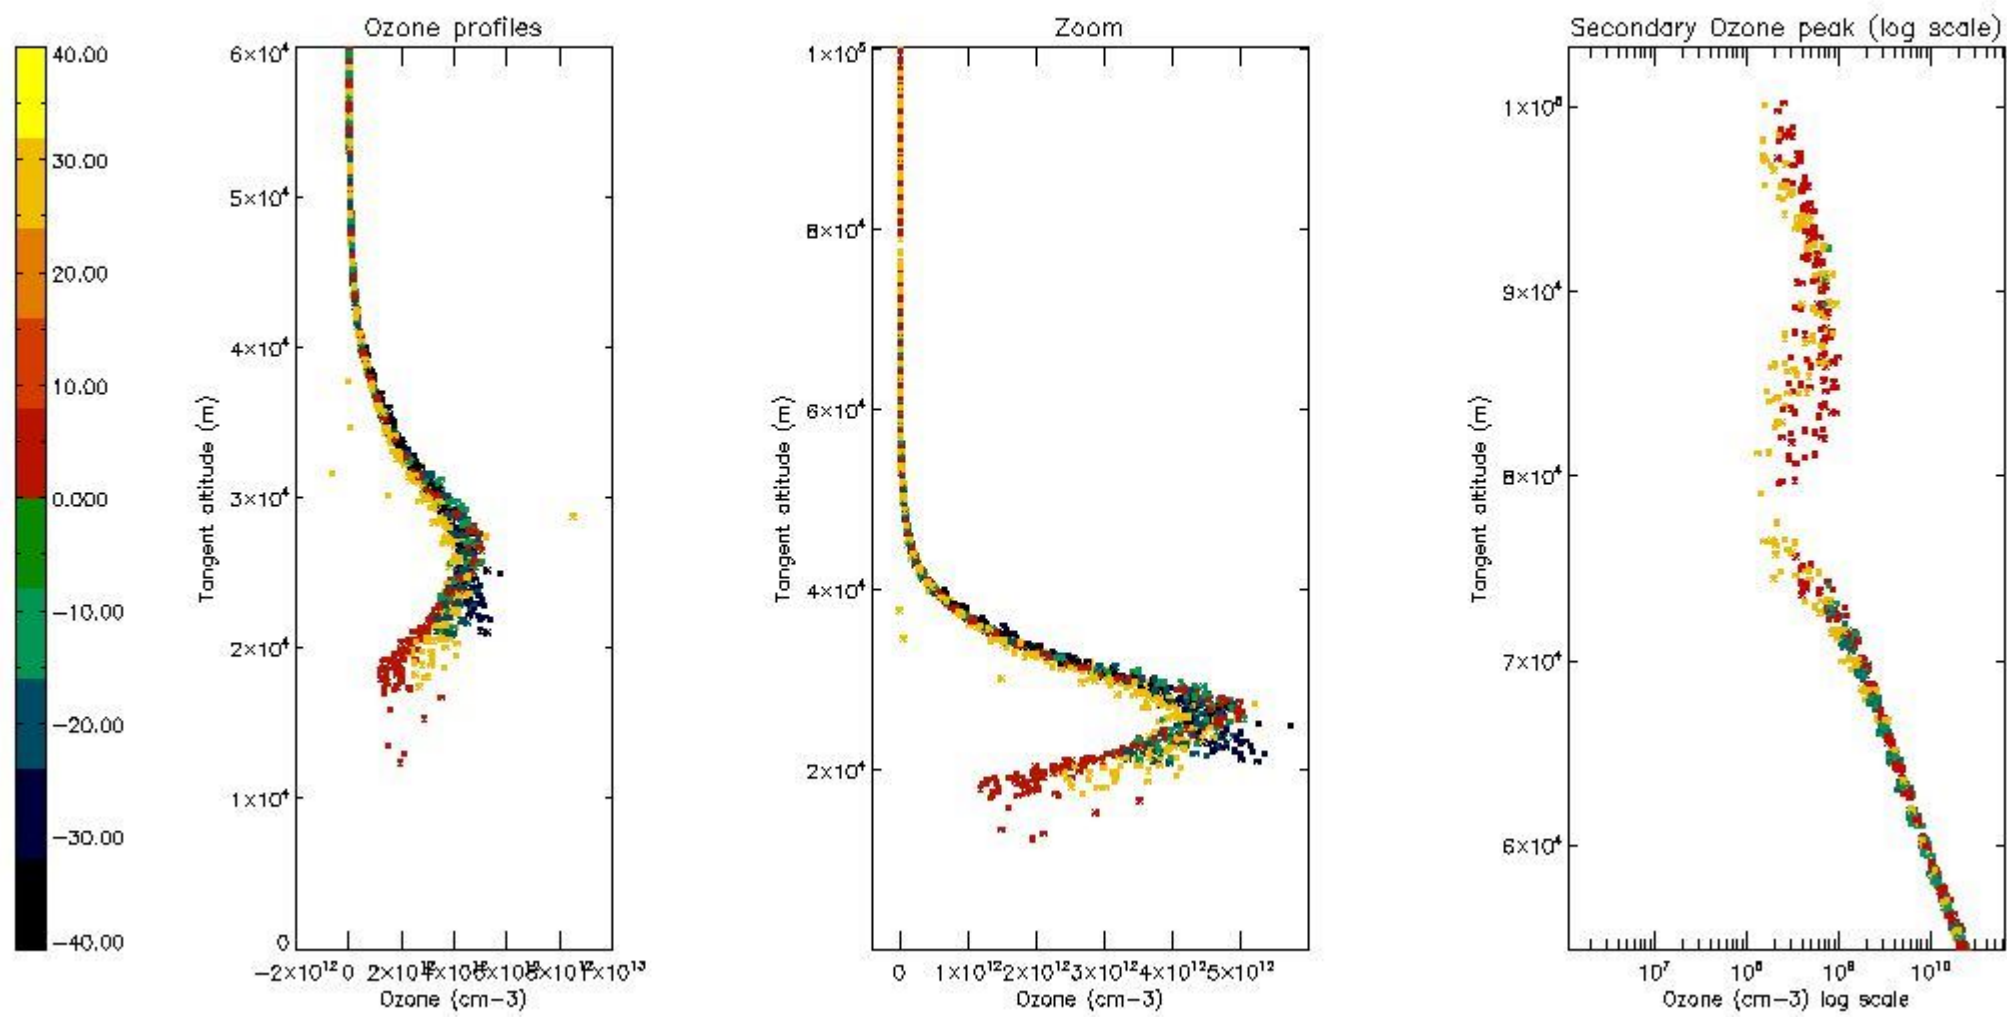 Ozone profiles
Zoom
Secondary Ozone peak (log scale)
40.00
30.00
20.00
10.00
0.000
−10.00
−20.00
−30.00
−40.00
6×10⁴
5×10⁴
4×10⁴
3×10⁴
2×10⁴
1×10⁴
0
Tangent altitude (m)
−2×10¹² 0
Ozone (cm−3)
1×10⁵
8×10⁴
6×10⁴
4×10⁴
2×10⁴
Tangent altitude (m)
0 1×10¹² 2×10¹² 3×10¹² 4×10¹² 5×10¹²
Ozone (cm−3)
9×10⁴
8×10⁴
7×10⁴
6×10⁴
Tangent altitude (m)
10⁷ 10⁸ 10⁹ 10¹⁰
Ozone (cm−3) log scale